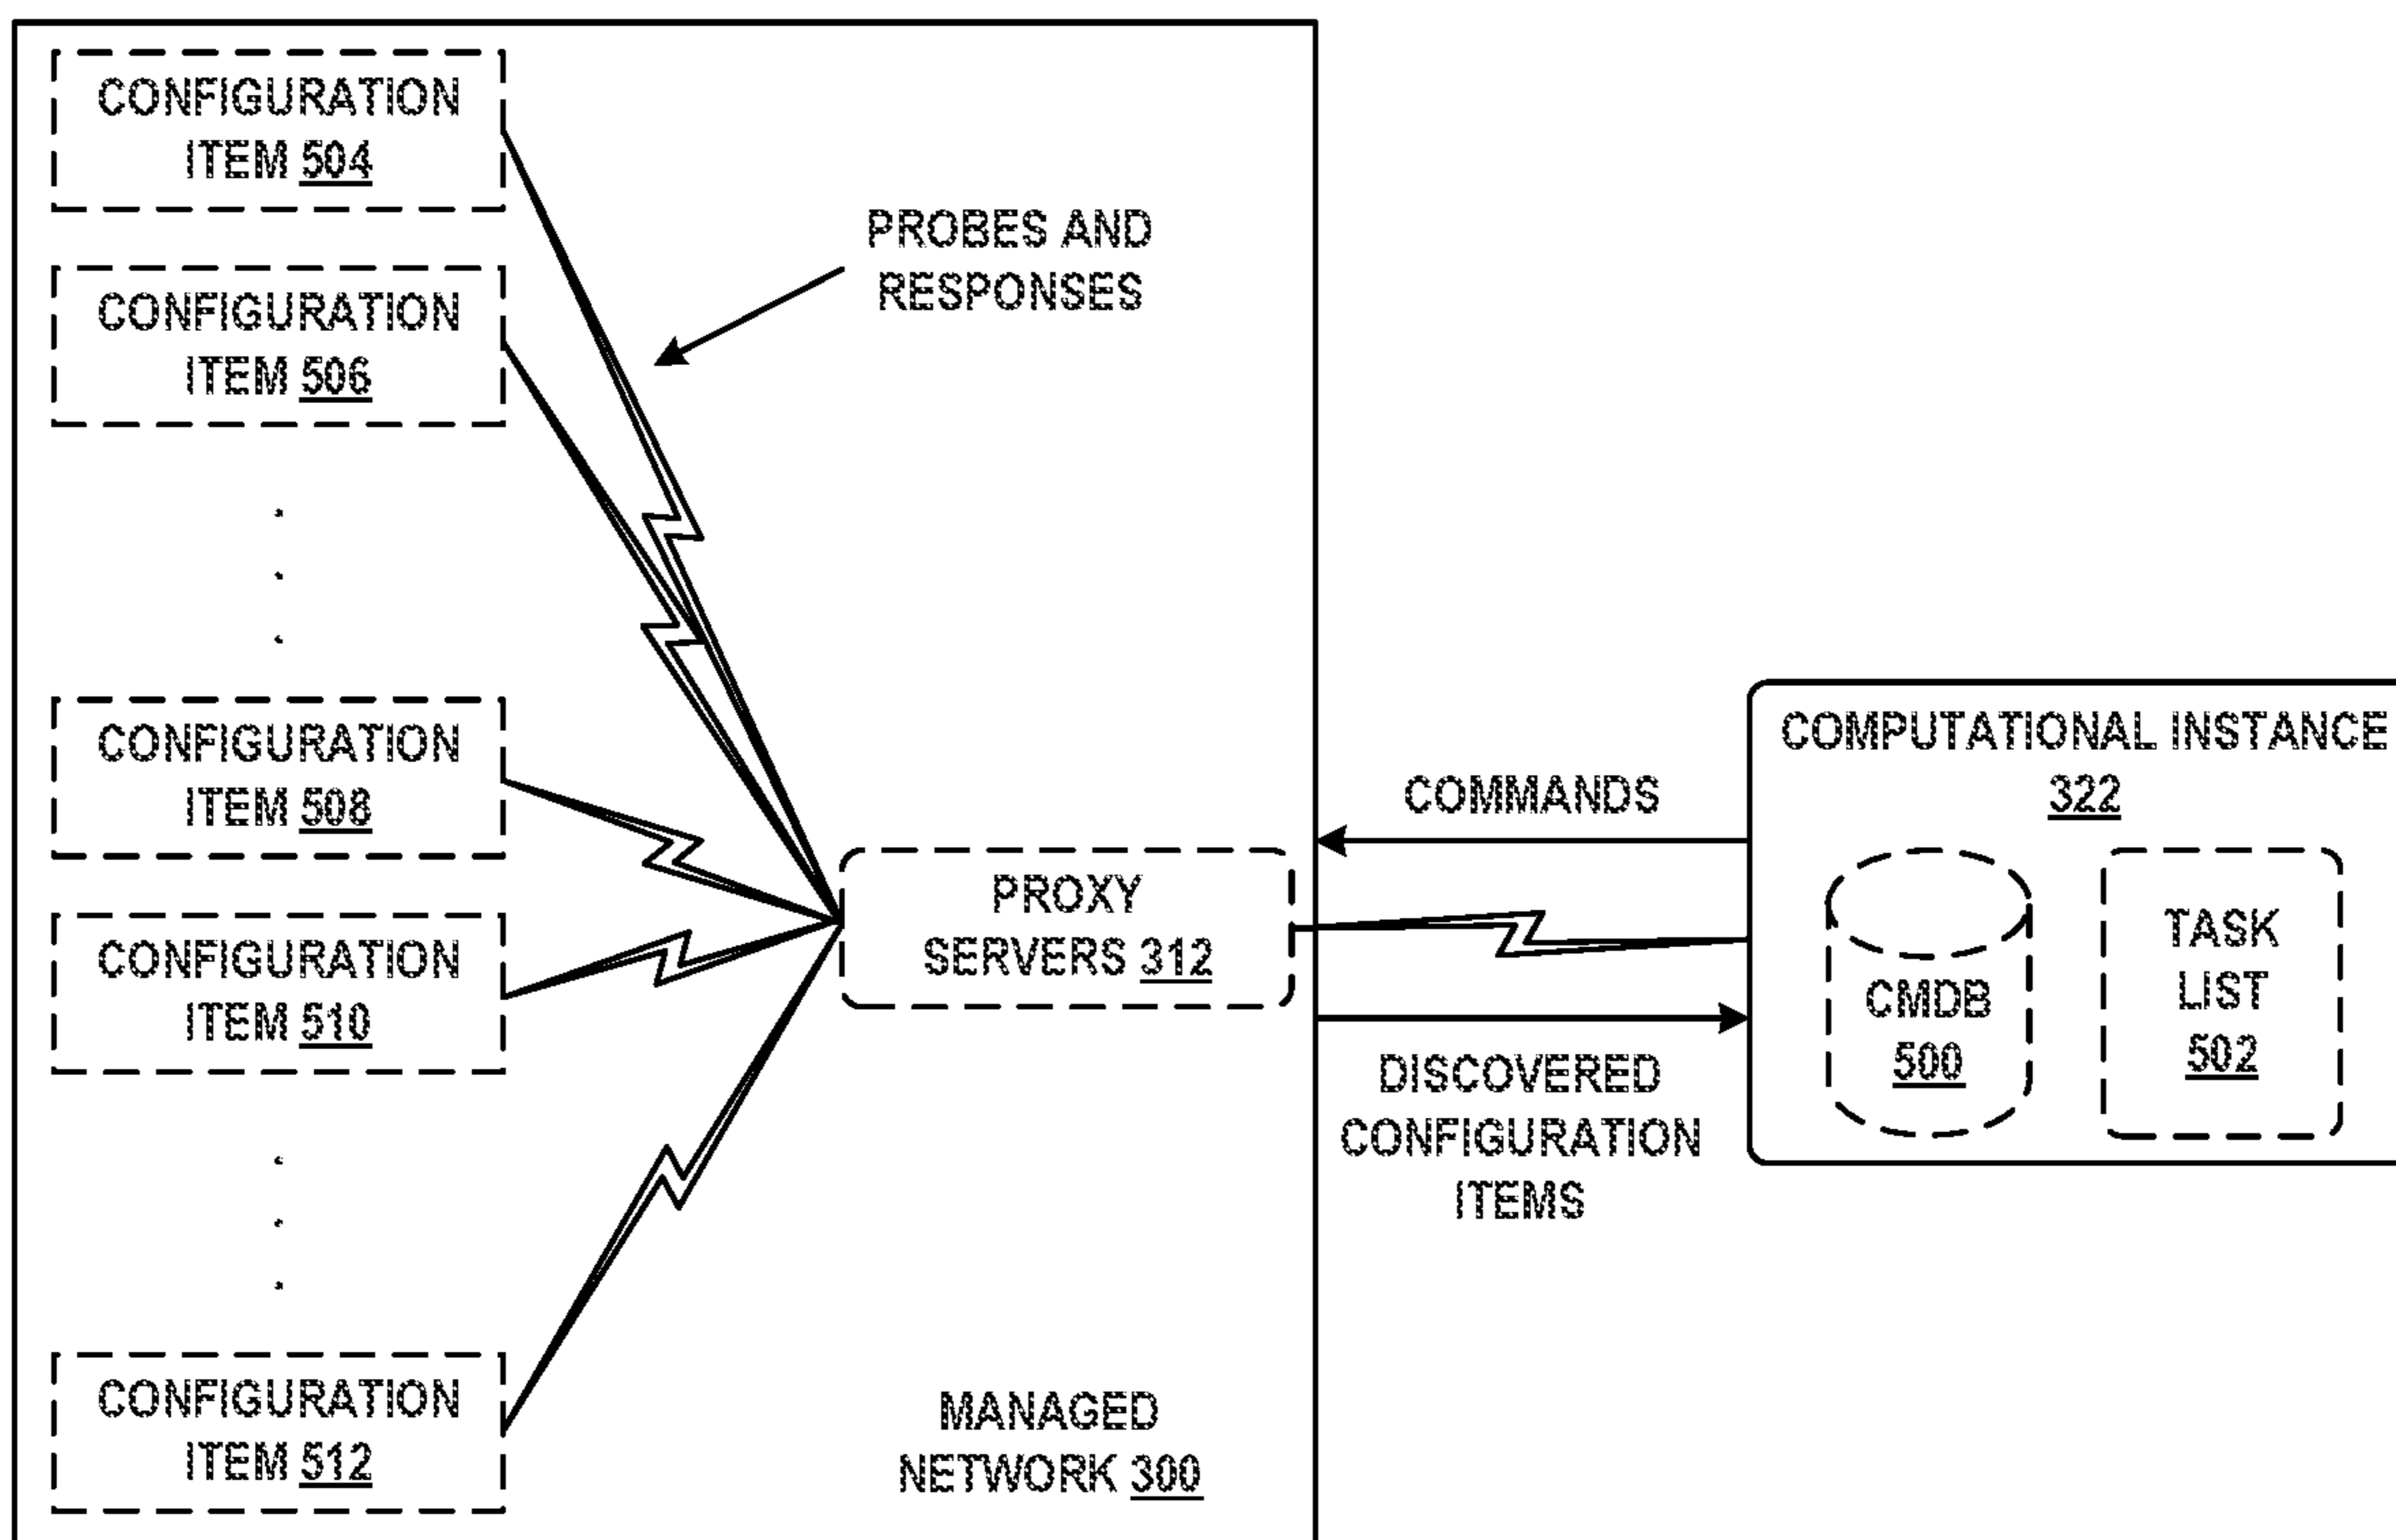 CONFIGURATION
ITEM 504
PROBES AND
RESPONSES
CONFIGURATION
ITEM 506
CONFIGURATION
ITEM 508
CONFIGURATION
ITEM 510
CONFIGURATION
ITEM 512
PROXY
SERVERS 312
MANAGED
NETWORK 300
COMMANDS
DISCOVERED
CONFIGURATION
ITEMS
COMPUTATIONAL INSTANCE
322
CMDB
500
TASK
LIST
502